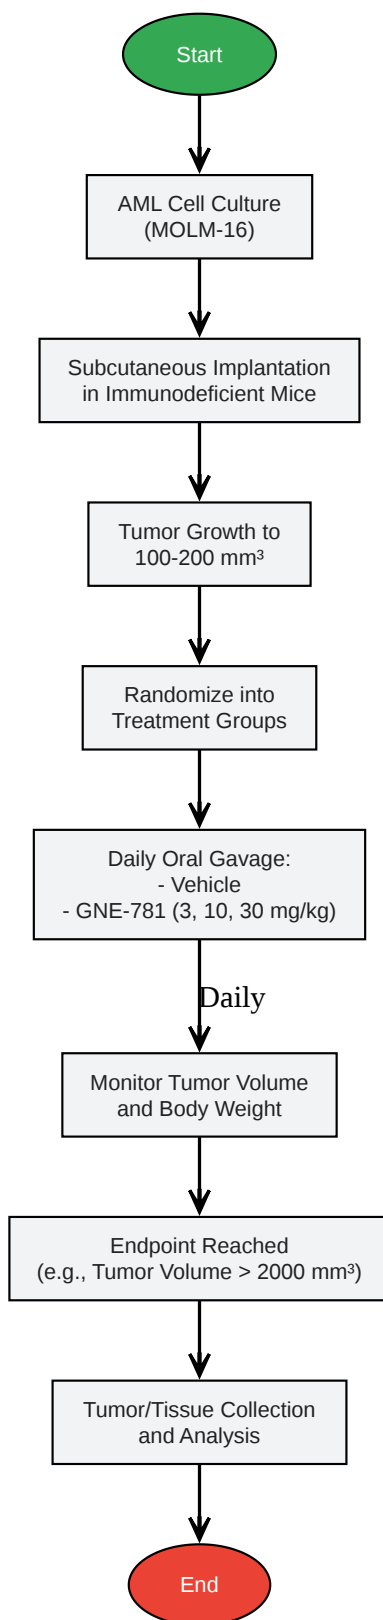 Start
AML Cell Culture
(MOLM-16)
Subcutaneous Implantation
in Immunodeficient Mice
Tumor Growth to
100-200 mm³
Randomize into
Treatment Groups
Daily Oral Gavage:
- Vehicle
- GNE-781 (3, 10, 30 mg/kg)
Daily
Monitor Tumor Volume
and Body Weight
Endpoint Reached
(e.g., Tumor Volume > 2000 mm³)
Tumor/Tissue Collection
and Analysis
End